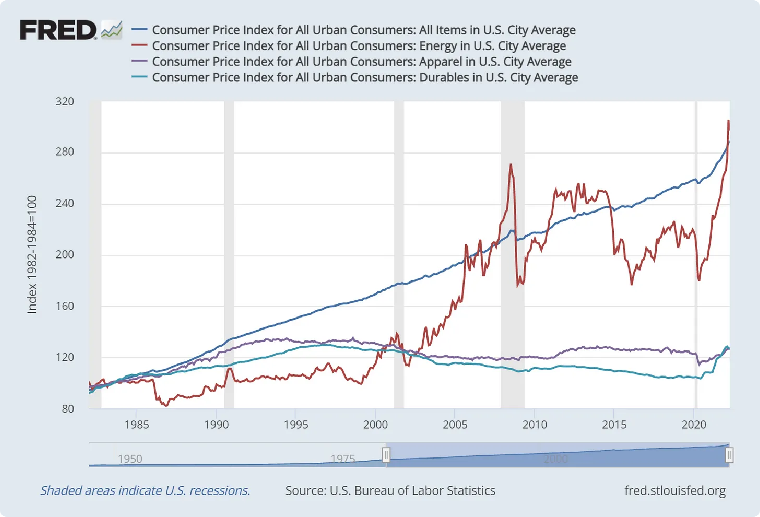 FRED
Consumer Price Index for All Urban Consumers: All Items in U.S. City Average
Consumer Price Index for All Urban Consumers: Energy in U.S. City Average
Consumer Price Index for All Urban Consumers: Apparel in U.S. City Average
Consumer Price Index for All Urban Consumers: Durables in U.S. City Average
Index 1982-1984=100
320
280
240
200
160
120
80
1985 1990 1995 2000 2005 2010 2015 2020
1950 1975 2000
Shaded areas indicate U.S. recessions. Source: U.S. Bureau of Labor Statistics fred.stlouisfed.org